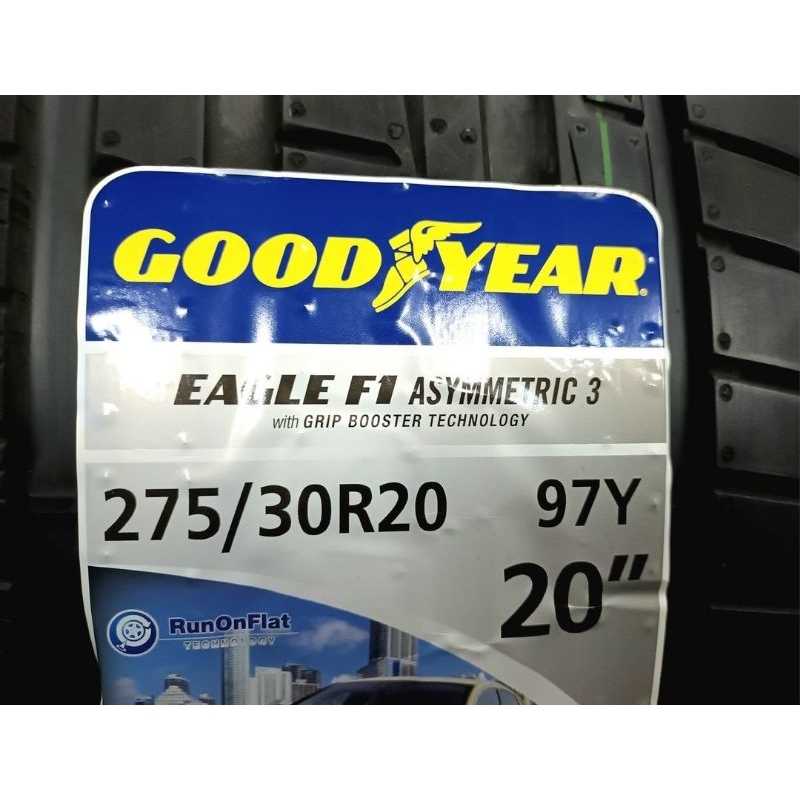 GOODYEAR
EAGLE F1 ASYMMETRIC 3
with GRIP BOOSTER TECHNOLOGY
275/30R20 97Y
20"
RunOnFlat
TECHNOLOGY